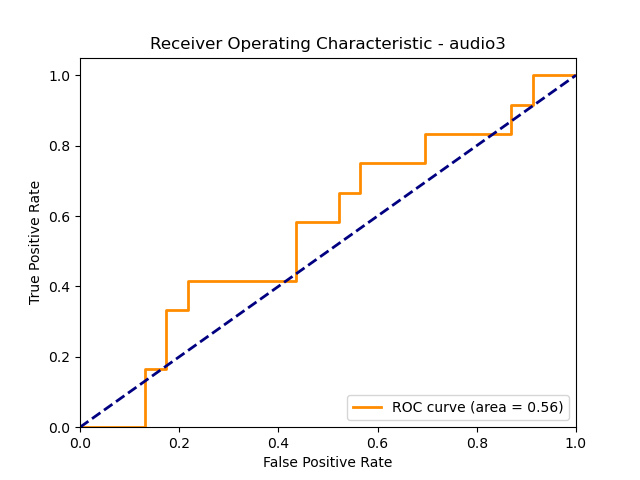 Receiver Operating Characteristic - audio3
1.0
0.8
0.6
0.4
0.2
0.0
True Positive Rate
ROC curve (area = 0.56)
0.0 0.2 0.4 0.6 0.8 1.0
False Positive Rate